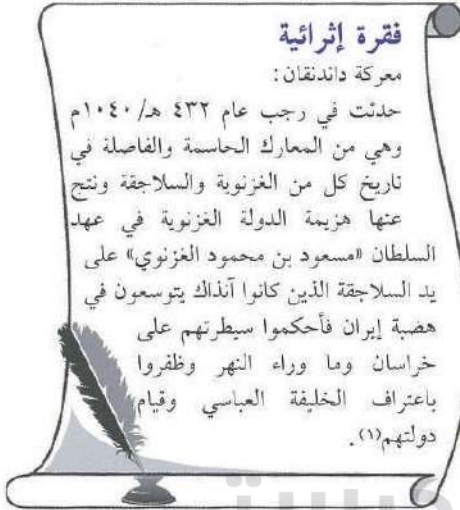 فقرة إثرائية
معركة داندنقان:
حدثت في رجب عام ٤٣٢ هـ/١٠٤٠م
وهي من المعارك الحاسمة والفاصلة في
تاريخ كل من الغزنوية والسلاجقة ونتج
عنها هزيمة الدولة الغزنوية في عهد
السلطان «مسعود بن محمود الغزنوي» على
يد السلاجقة الذين كانوا آنذاك يتوسعون في
هضبة إيران فأحكموا سيطرتهم على
خراسان وما وراء النهر وظفروا
باعتراف الخليفة العباسي وقيام
دولتهم(١).